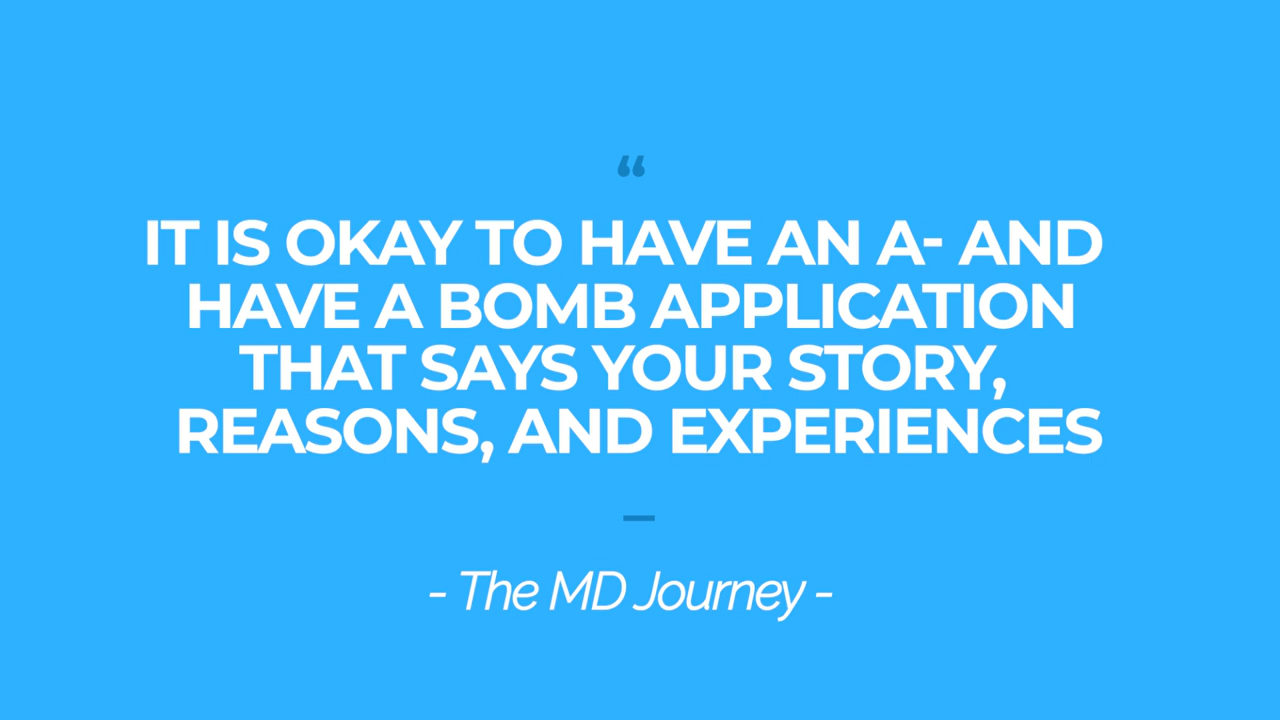 “
IT IS OKAY TO HAVE AN A- AND
HAVE A BOMB APPLICATION
THAT SAYS YOUR STORY,
REASONS, AND EXPERIENCES
- The MD Journey -